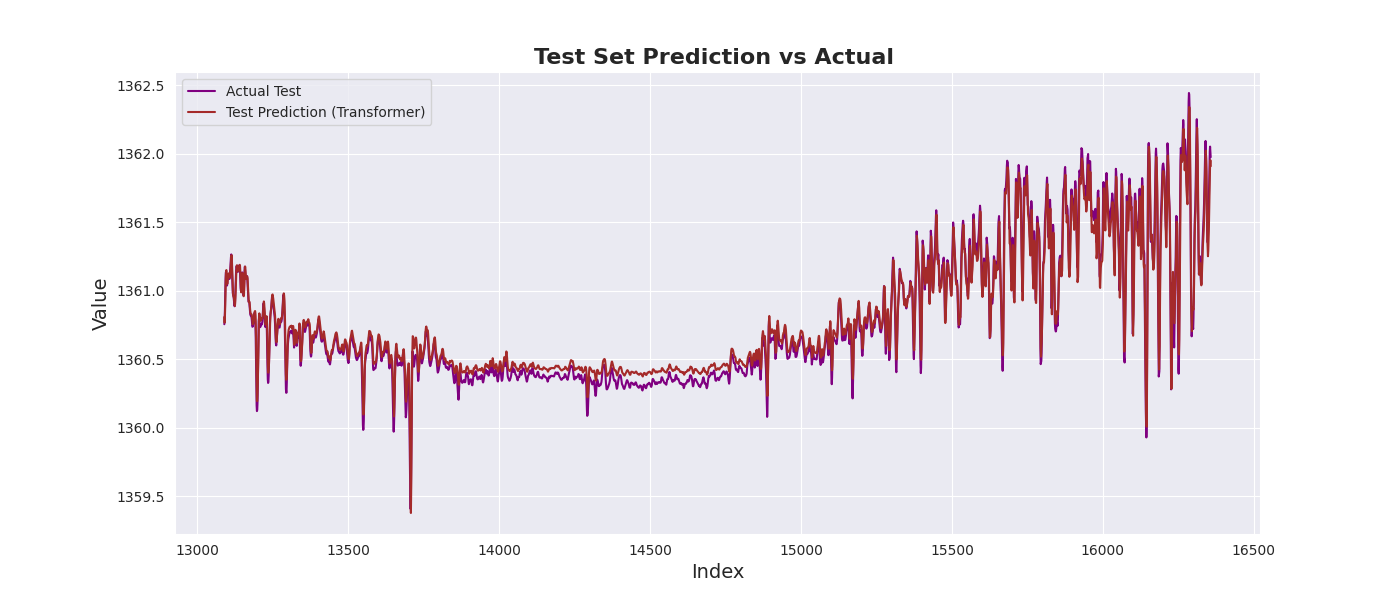 Test Set Prediction vs Actual
Actual Test
Test Prediction (Transformer)
1362.5
1362.0
1361.5
1361.0
1360.5
1360.0
1359.5
Value
13000 13500 14000 14500 15000 15500 16000 16500
Index